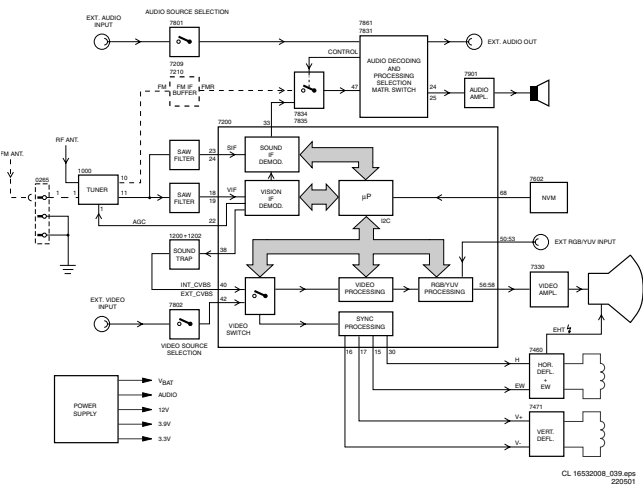 AUDIO SOURCE SELECTION
EXT. AUDIO
INPUT
7801
7861
7831
EXT. AUDIO OUT
CONTROL
AUDIO DECODING
AND
PROCESSING
SELECTION
MATR. SWITCH
7209
7210
FM
FM IF
BUFFER
FMR
47
24
25
7901
AUDIO
AMPL.
7834
7835
33
7200
RF ANT.
FM ANT.
0265
1
1
1000
TUNER
10
11
1
SAW
FILTER
23
24
SIF
SOUND
IF
DEMOD.
SAW
FILTER
18
19
VIF
VISION
IF
DEMOD.
µP
I2C
68
7602
NVM
AGC
22
1200+1202
SOUND
TRAP
38
50:53
EXT RGB/YUV INPUT
INT_CVBS
40
EXT_CVBS
42
VIDEO
SWITCH
VIDEO
PROCESSING
RGB/YUV
PROCESSING
56:58
7330
VIDEO
AMPL.
EXT. VIDEO
INPUT
7802
VIDEO SOURCE
SELECTION
SYNC
PROCESSING
16
17
15
30
EHT
H
EW
7460
HOR.
DEFL.
+
EW
V+
V-
7471
VERT.
DEFL.
POWER
SUPPLY
VBAT
AUDIO
12V
3.9V
3.3V
CL 16532008_039.eps
220501